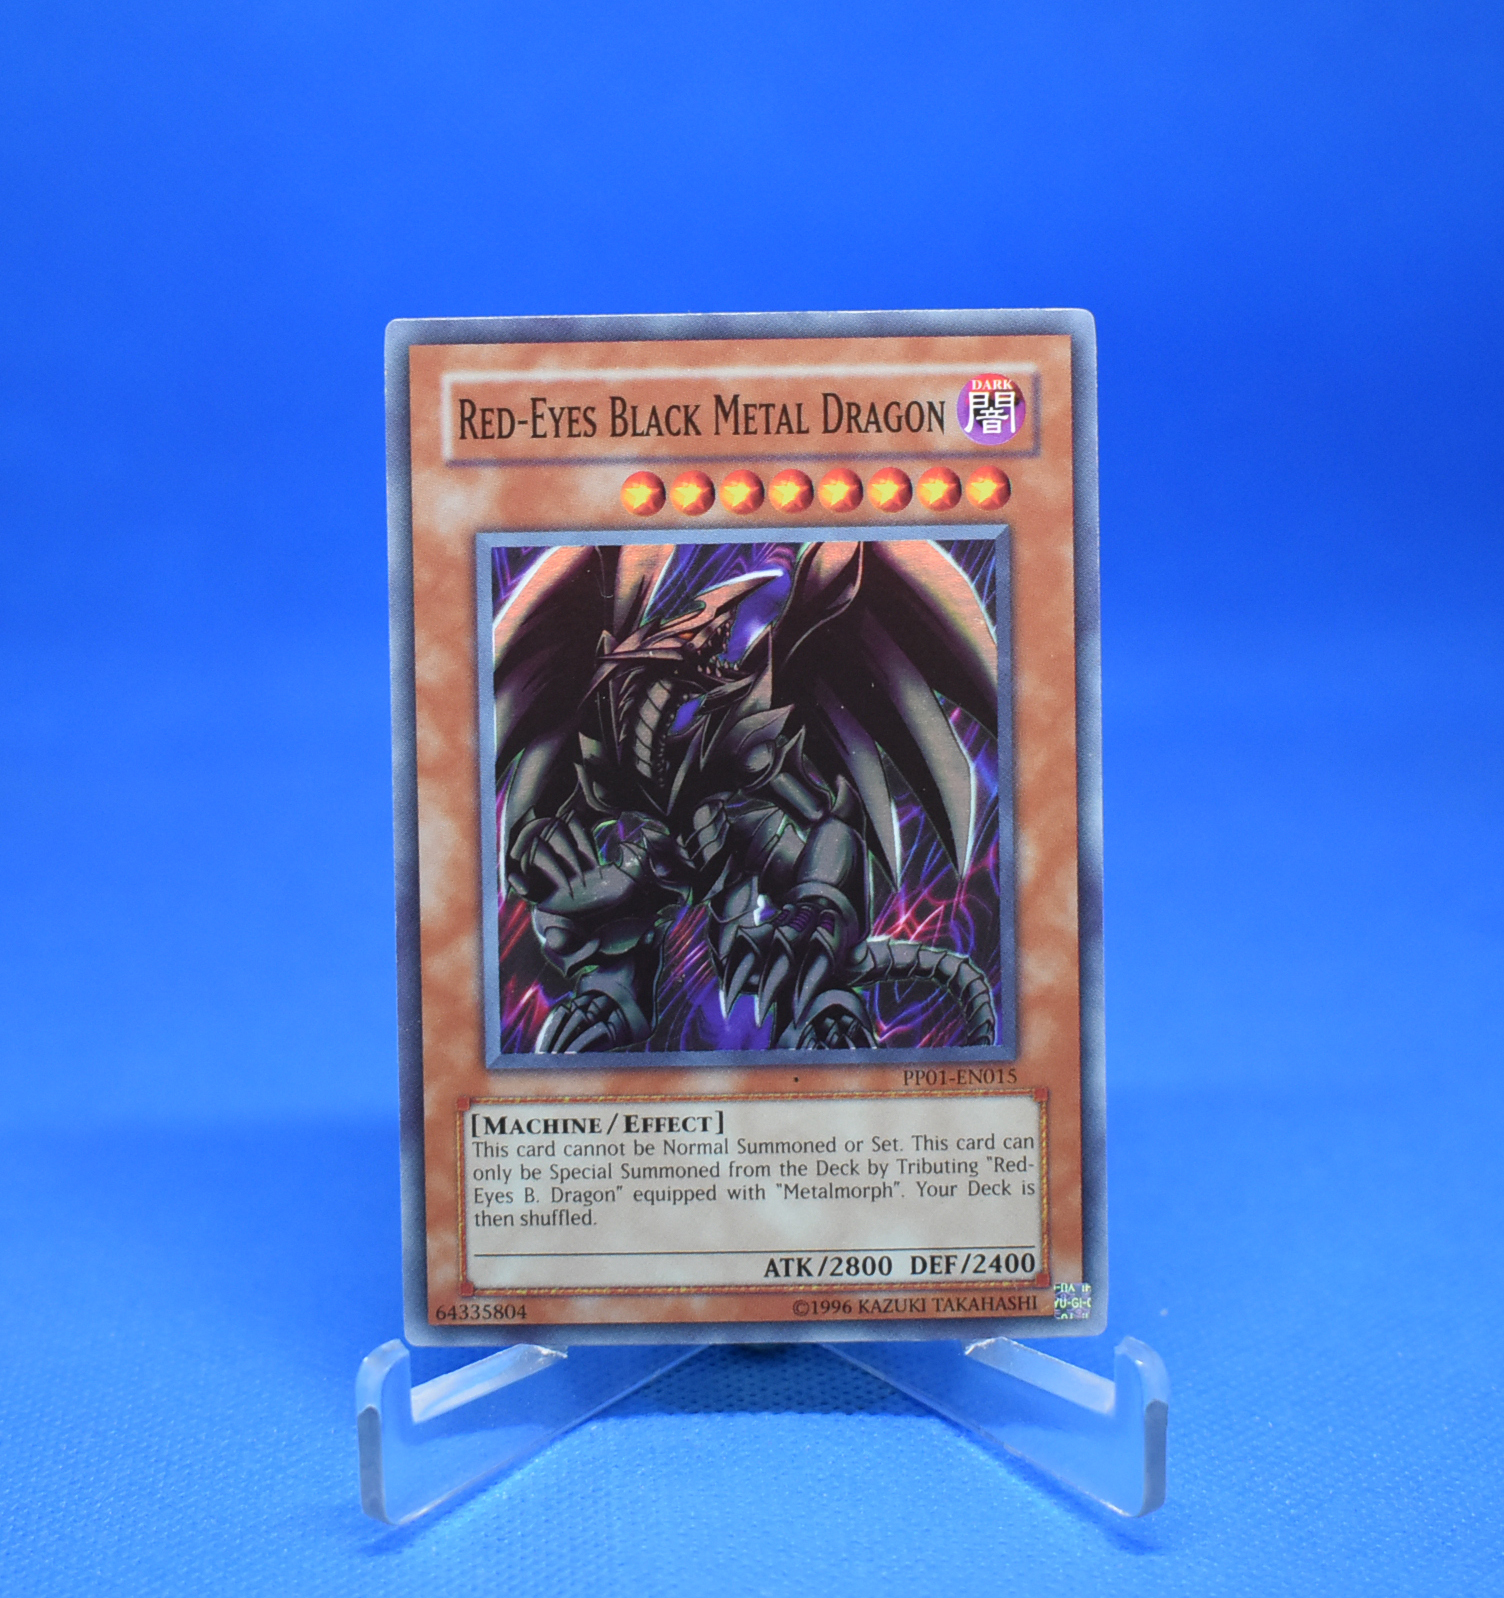 RED-EYES BLACK METAL DRAGON
DARK
闇
PP01-EN015
[MACHINE/EFFECT]
This card cannot be Normal Summoned or Set. This card can
only be Special Summoned from the Deck by Tributing "Red-
Eyes B. Dragon" equipped with "Metalmorph". Your Deck is
then shuffled.
ATK/2800 DEF/2400
64335804
©1996 KAZUKI TAKAHASHI